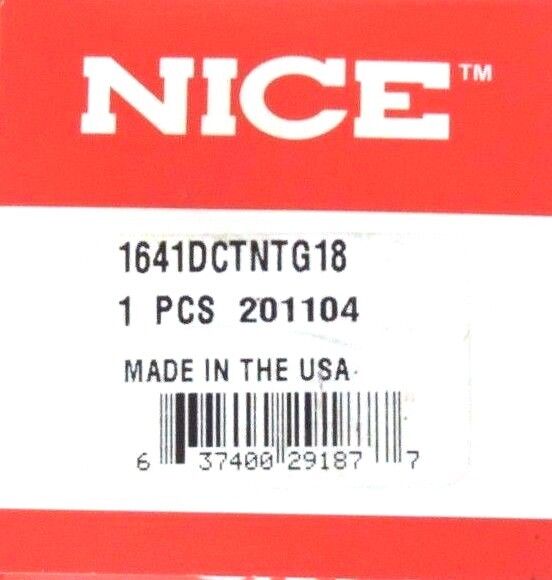 NICE™
1641DCTNTG18
1 PCS 201104
MADE IN THE USA
6 37400 29187 7